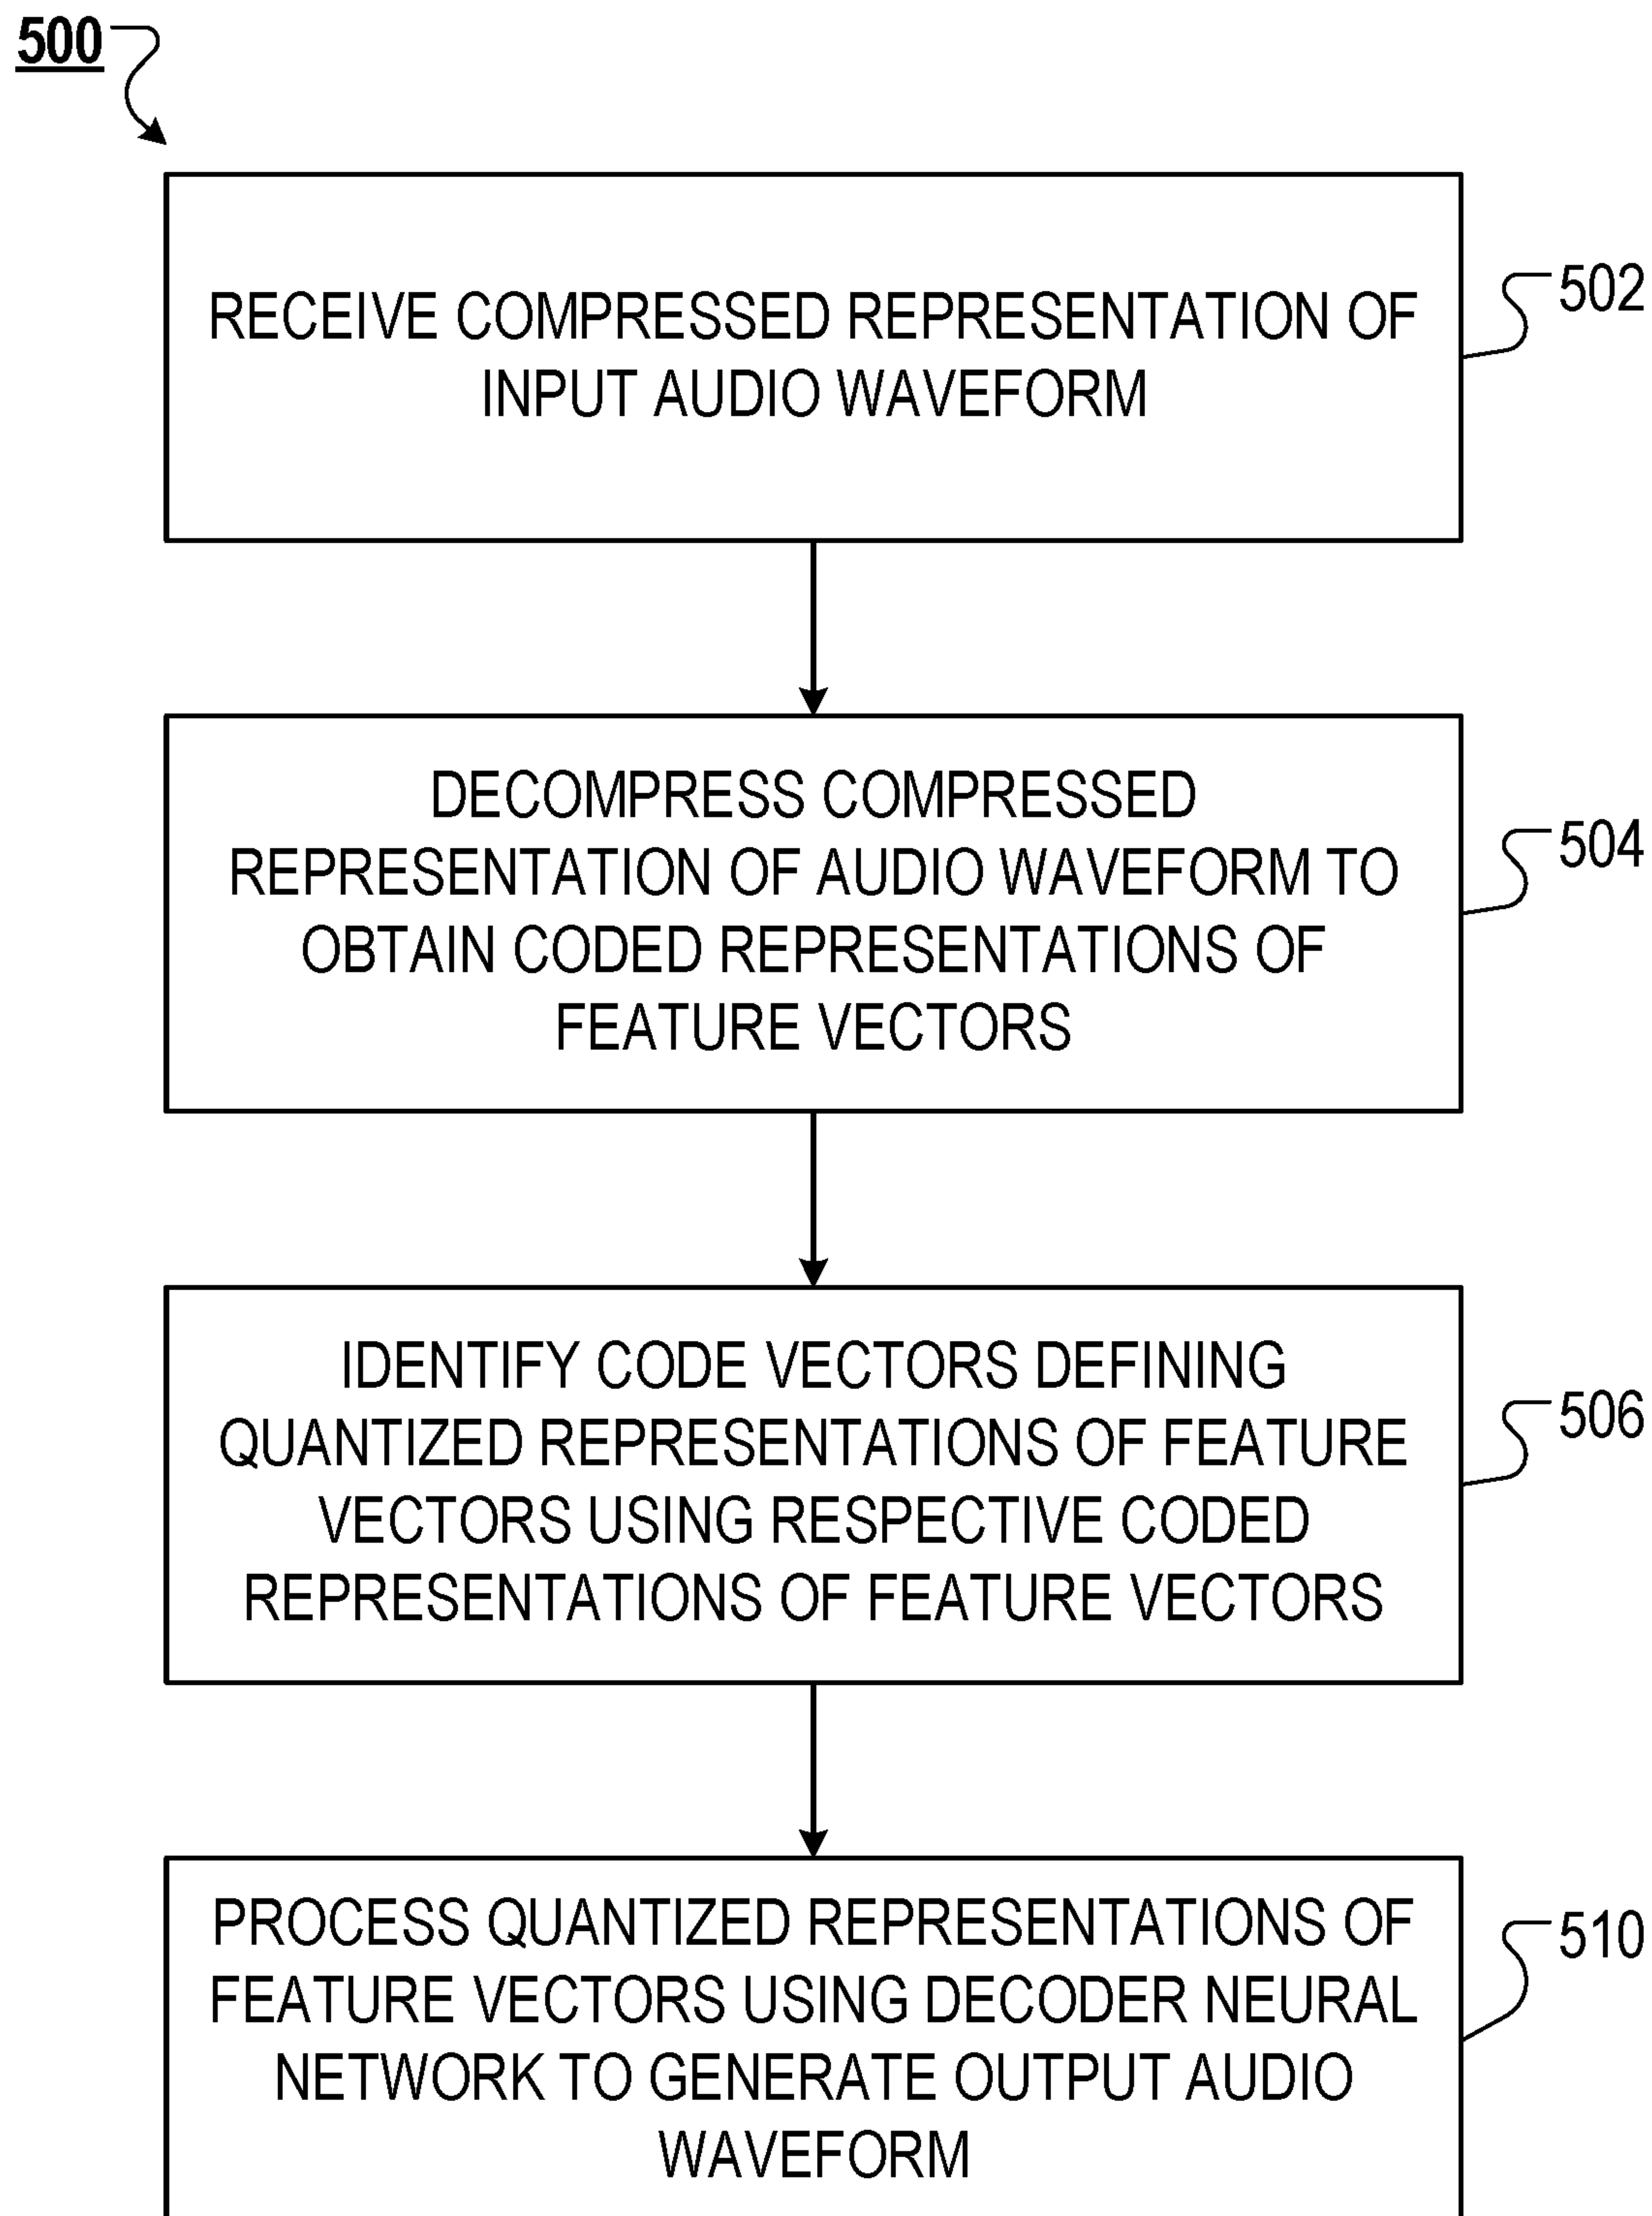 500
RECEIVE COMPRESSED REPRESENTATION OF
INPUT AUDIO WAVEFORM
502
DECOMPRESS COMPRESSED
REPRESENTATION OF AUDIO WAVEFORM TO
OBTAIN CODED REPRESENTATIONS OF
FEATURE VECTORS
504
IDENTIFY CODE VECTORS DEFINING
QUANTIZED REPRESENTATIONS OF FEATURE
VECTORS USING RESPECTIVE CODED
REPRESENTATIONS OF FEATURE VECTORS
506
PROCESS QUANTIZED REPRESENTATIONS OF
FEATURE VECTORS USING DECODER NEURAL
NETWORK TO GENERATE OUTPUT AUDIO
WAVEFORM
510